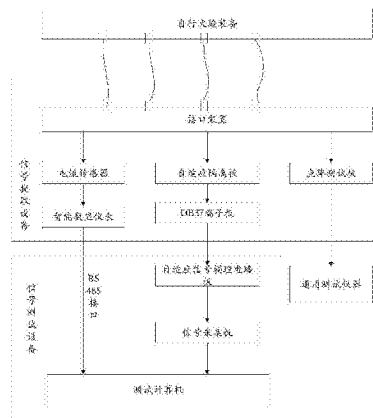 自行火炮装备
接口装置
信号提取设备
电流传感器
自适应隔离板
点阵测试板
智能数显仪表
DB37端子板
信号测试设备
RS
485
接
口
自适应信号调理电路
板
通用测试仪器
信号采集板
测试计算机